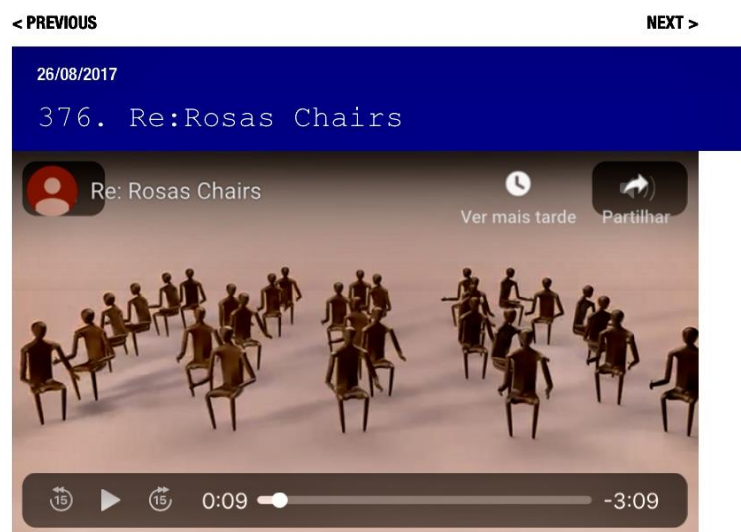 < PREVIOUS NEXT >
26/08/2017
376. Re:Rosas Chairs
Re: Rosas Chairs
Ver mais tarde Partilhar
15 15 0:09 -3:09